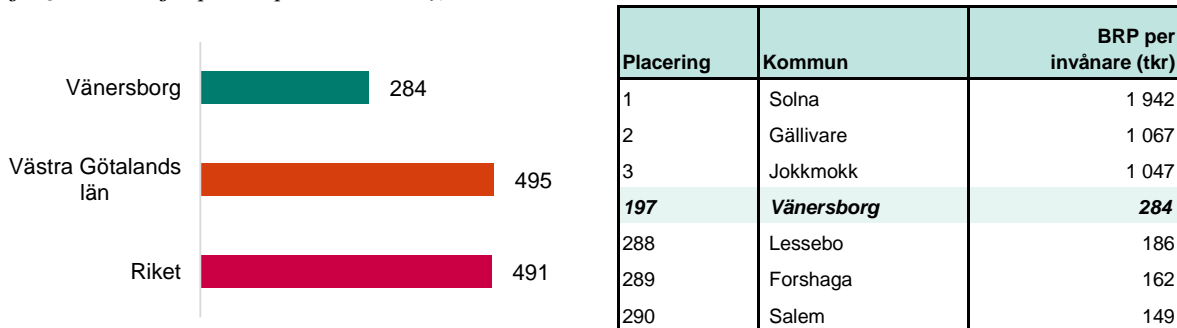 Vänersborg
284
Västra Götalands
län
495
Riket
491
Placering Kommun BRP per
invånare (tkr)
1 Solna 1 942
2 Gällivare 1 067
3 Jokkmokk 1 047
197 Vänersborg 284
288 Lessebo 186
289 Forshaga 162
290 Salem 149